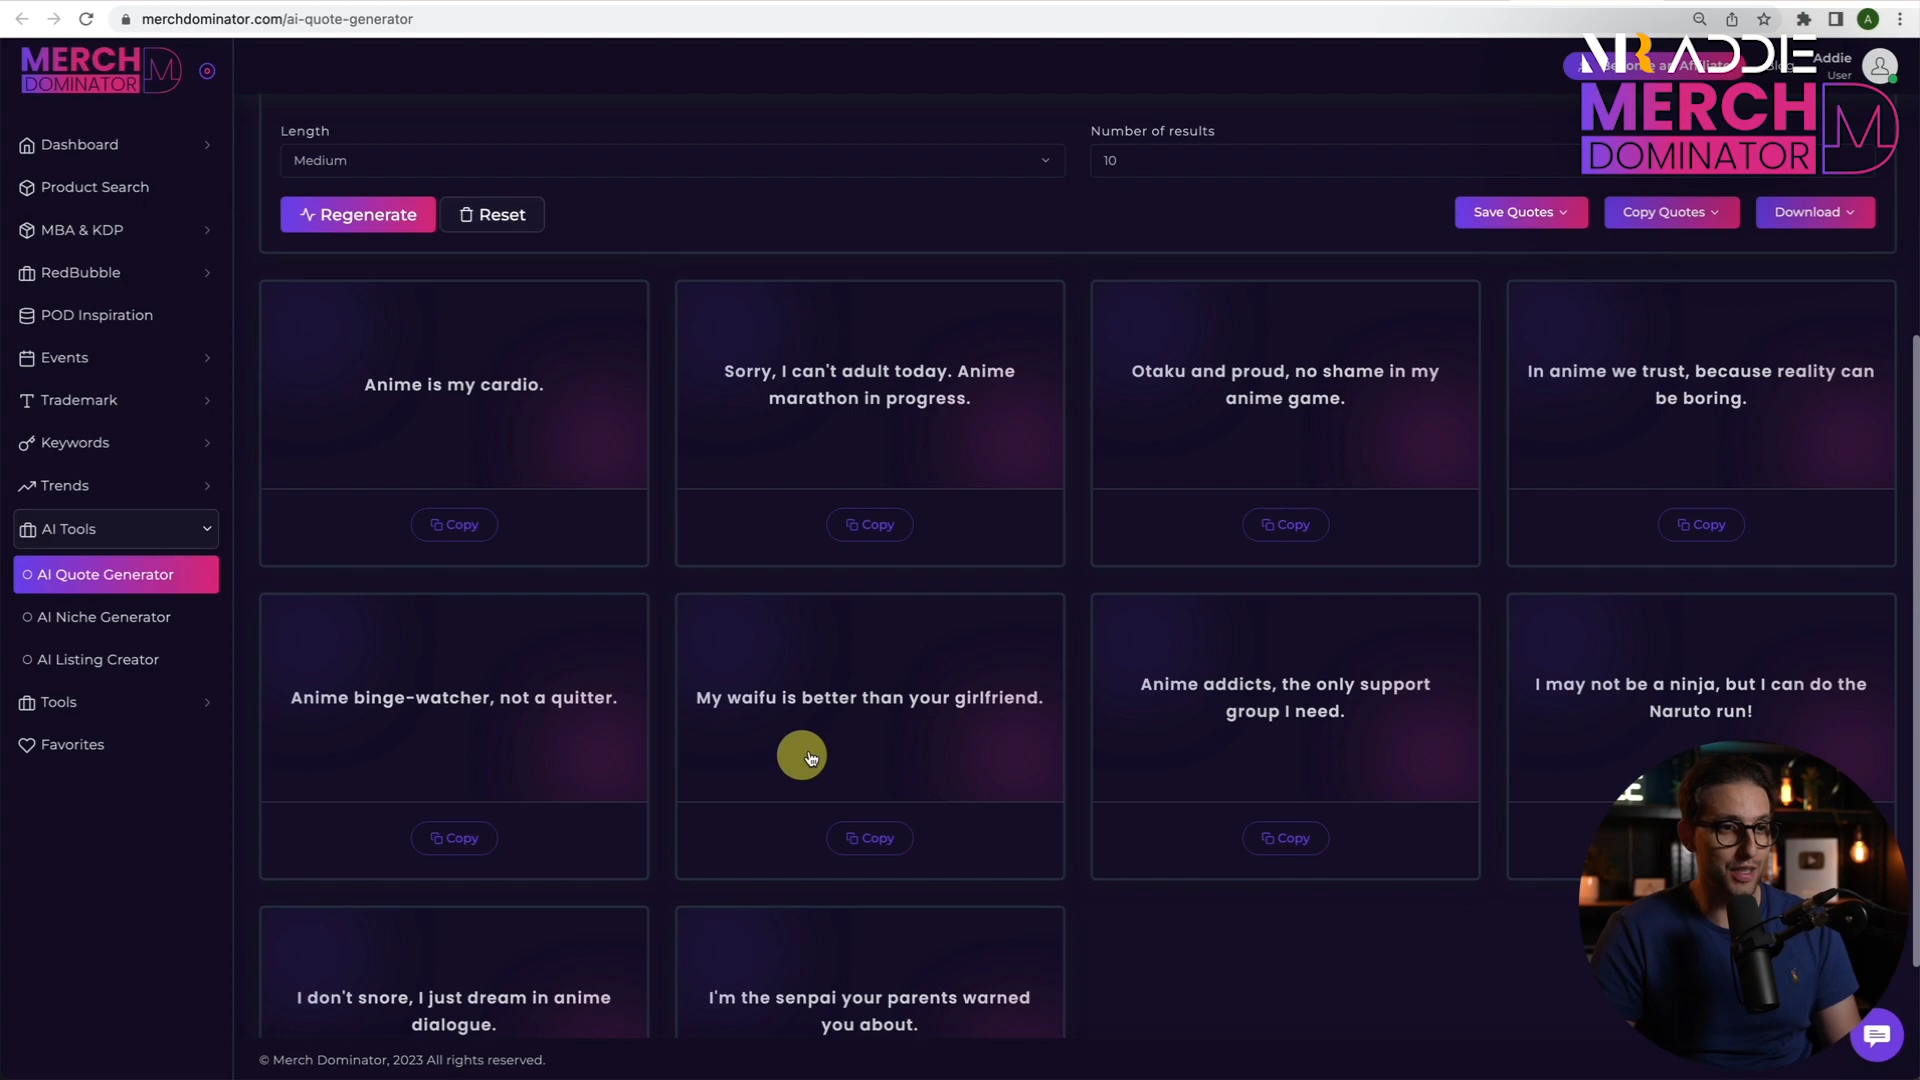 merchdominator.com/ai-quote-generator
A
MERCH
DOMINATOR
Addie
User
MR ADDIE
MERCH
DOMINATOR
Dashboard
Product Search
MBA & KDP
RedBubble
POD Inspiration
Events
Trademark
Keywords
Trends
AI Tools
AI Quote Generator
AI Niche Generator
AI Listing Creator
Tools
Favorites
Length
Number of results
Medium
10
Regenerate
Reset
Save Quotes
Copy Quotes
Download
Anime is my cardio.
Copy
Sorry, I can't adult today. Anime
marathon in progress.
Copy
Otaku and proud, no shame in my
anime game.
Copy
In anime we trust, because reality can
be boring.
Copy
Anime binge-watcher, not a quitter.
Copy
My waifu is better than your girlfriend.
Copy
Anime addicts, the only support
group I need.
Copy
I may not be a ninja, but I can do the
Naruto run!
I don't snore, I just dream in anime
dialogue.
I'm the senpai your parents warned
you about.
© Merch Dominator, 2023 All rights reserved.